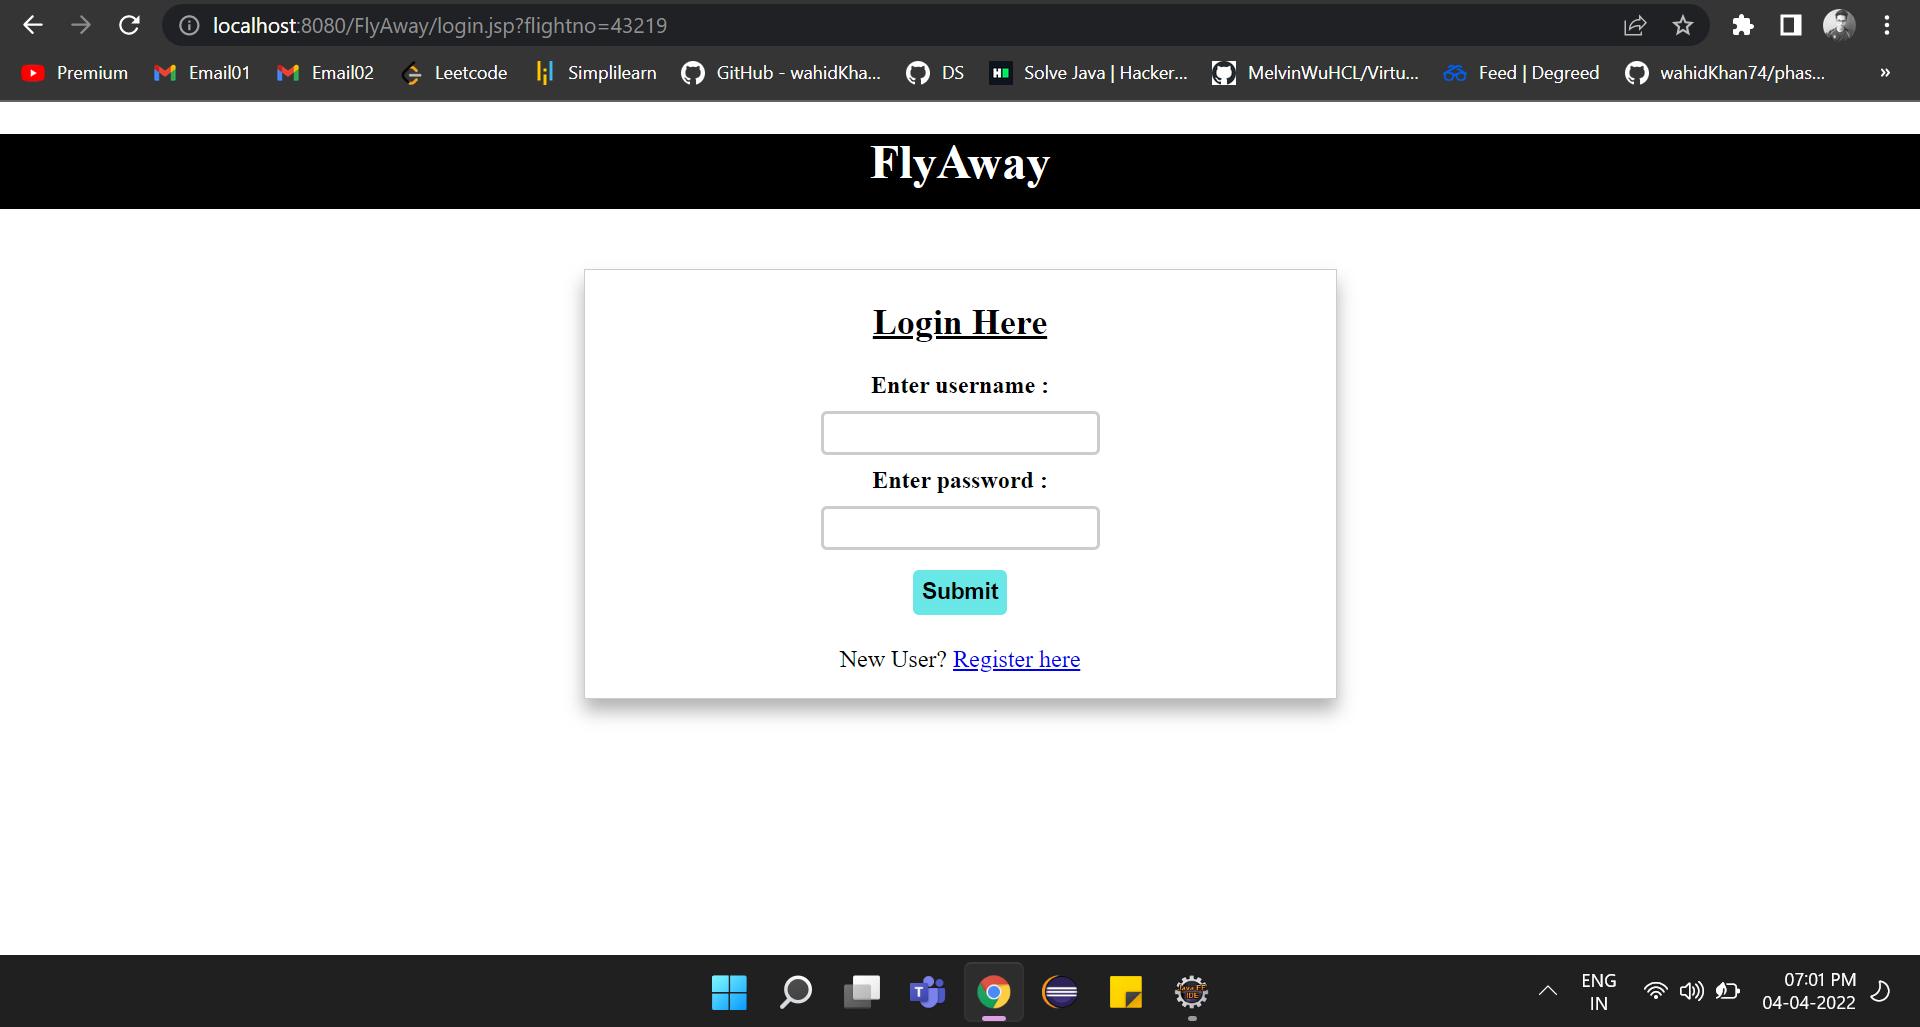 localhost:8080/FlyAway/login.jsp?flightno=43219
Premium Email01 Email02 Leetcode Simplilearn GitHub - wahidKha... DS Solve Java | Hacker... MelvinWuHCL/Virtu... Feed | Degreed wahidKhan74/phas... »
FlyAway
Login Here
Enter username :
Enter password :
Submit
New User? Register here
ENG
IN
07:01 PM
04-04-2022